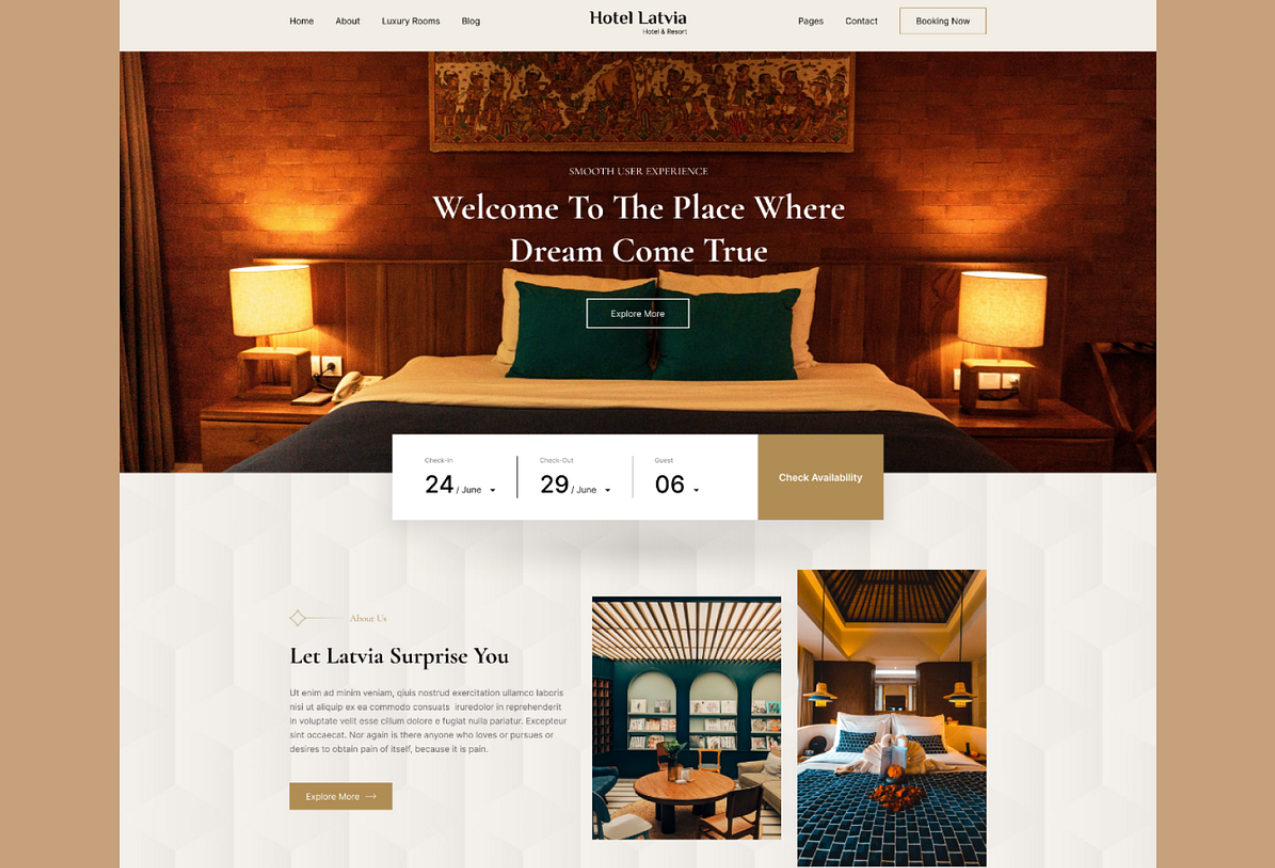 Home About Luxury Rooms Blog
Hotel Latvia
Hotel & Resort
Pages Contact Booking Now
SMOOTH USER EXPERIENCE
Welcome To The Place Where
Dream Come True
Explore More
Check-In
24 / June
Check-Out
29 / June
Guest
06
Check Availability
About Us
Let Latvia Surprise You
Ut enim ad minim veniam, qiuis nostrud exercitation ullamco laboris
nisi ut aliquip ex ea commodo consuats iruredolor in reprehenderit
in voluptate velit esse cillum dolore e fugiat nulla pariatur. Excepteur
sint occaecat. Nor again is there anyone who loves or pursues or
desires to obtain pain of itself, because it is pain.
Explore More